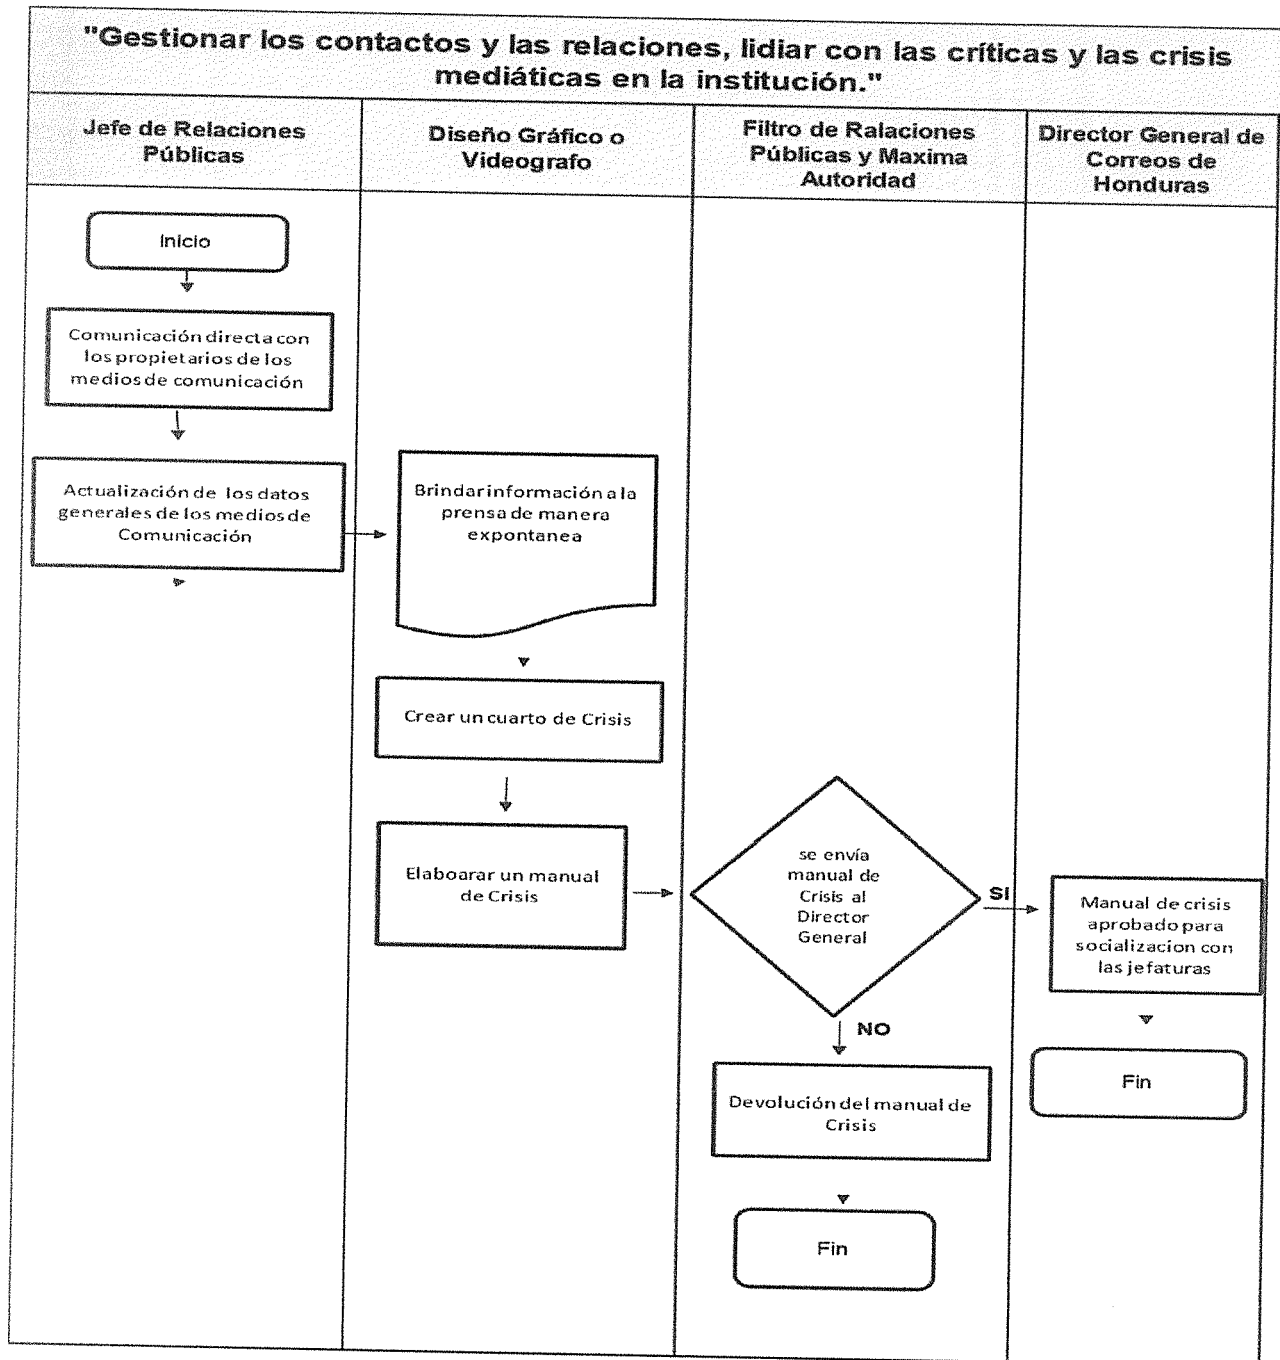 "Gestionar los contactos y las relaciones, lidiar con las críticas y las crisis
mediáticas en la institución."
Jefe de Relaciones
Públicas
Diseño Gráfico o
Videografo
Filtro de Ralaciones
Públicas y Maxima
Autoridad
Director General de
Correos de
Honduras
Inicio
Comunicación directa con
los propietarios de los
medios de comunicación
Actualización de los datos
generales de los medios de
Comunicación
Brindar información a la
prensa de manera
expontanea
Crear un cuarto de Crisis
Elaboarar un manual
de Crisis
se envía
manual de
Crisis al
Director
General
SI
Manual de crisis
aprobado para
socializacion con
las jefaturas
NO
Devolución del manual de
Crisis
Fin
Fin